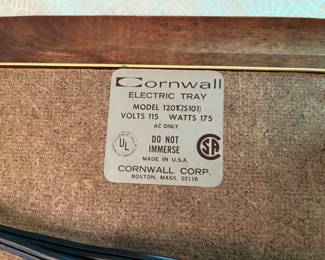 Cornwall
ELECTRIC TRAY
MODEL 1201 (S101)
VOLTS 115 WATTS 175
AC ONLY
UL
DO NOT
IMMERSE
SA
MADE IN U.S.A.
CORNWALL CORP.
BOSTON, MASS. 02118